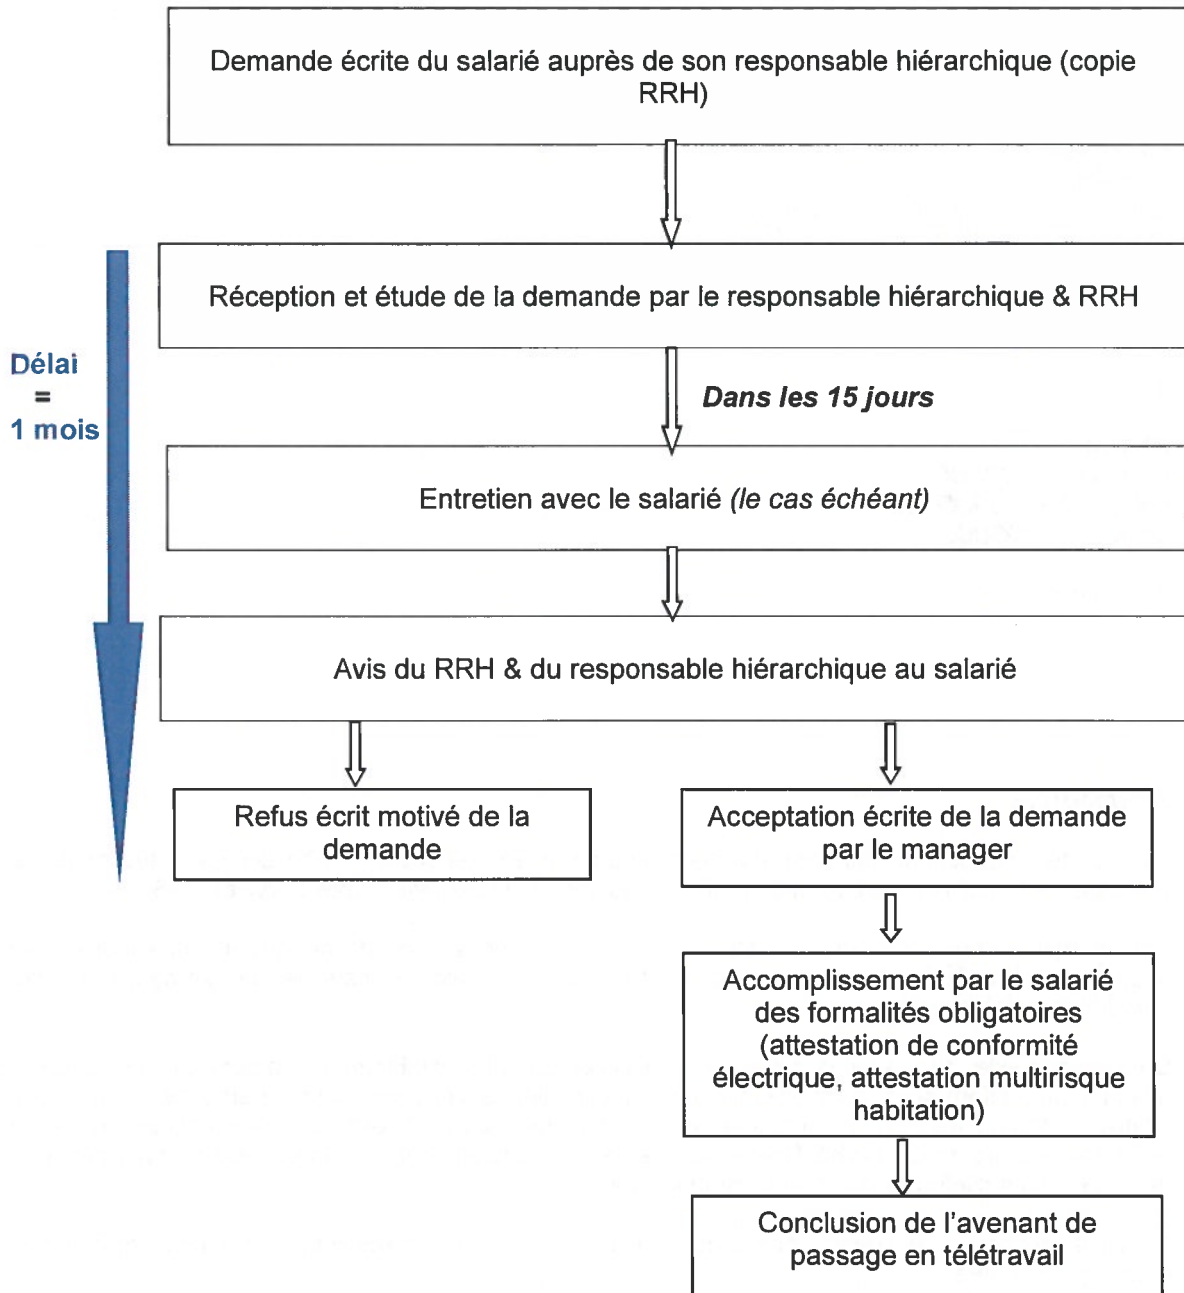 Demande écrite du salarié auprès de son responsable hiérarchique (copie
RRH)
Réception et étude de la demande par le responsable hiérarchique & RRH
Délai
=
1 mois
Dans les 15 jours
Entretien avec le salarié (le cas échéant)
Avis du RRH & du responsable hiérarchique au salarié
Refus écrit motivé de la
demande
Acceptation écrite de la demande
par le manager
Accomplissement par le salarié
des formalités obligatoires
(attestation de conformité
électrique, attestation multirisque
habitation)
Conclusion de l'avenant de
passage en télétravail